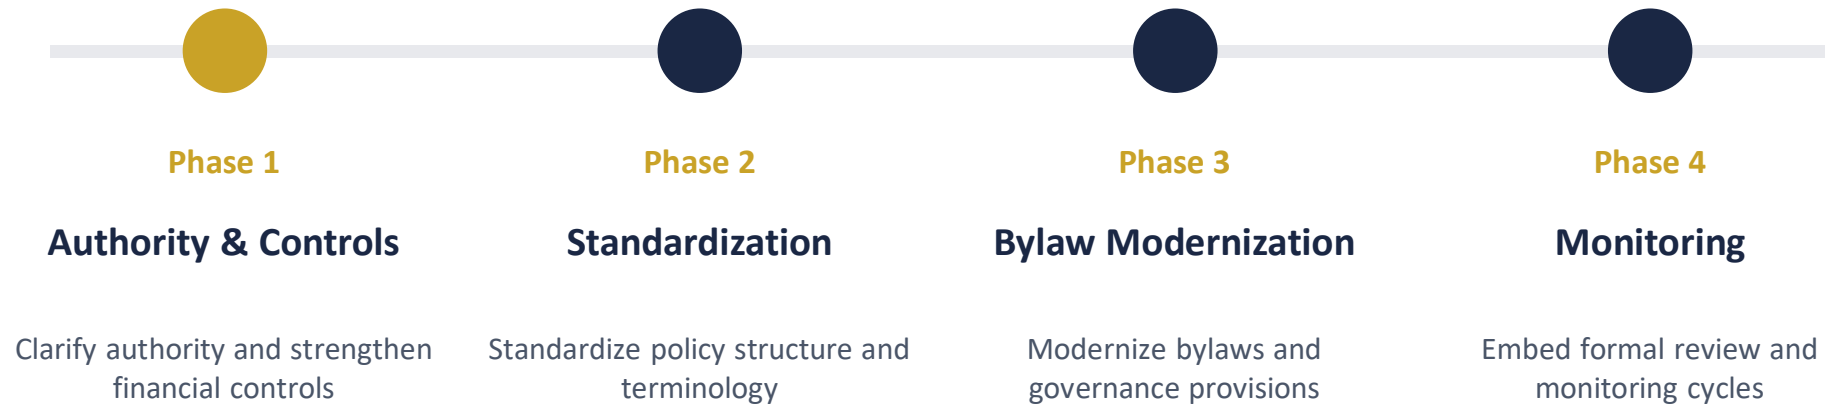 Phase 1
Authority & Controls
Clarify authority and strengthen
financial controls
Phase 2
Standardization
Standardize policy structure and
terminology
Phase 3
Bylaw Modernization
Modernize bylaws and
governance provisions
Phase 4
Monitoring
Embed formal review and
monitoring cycles